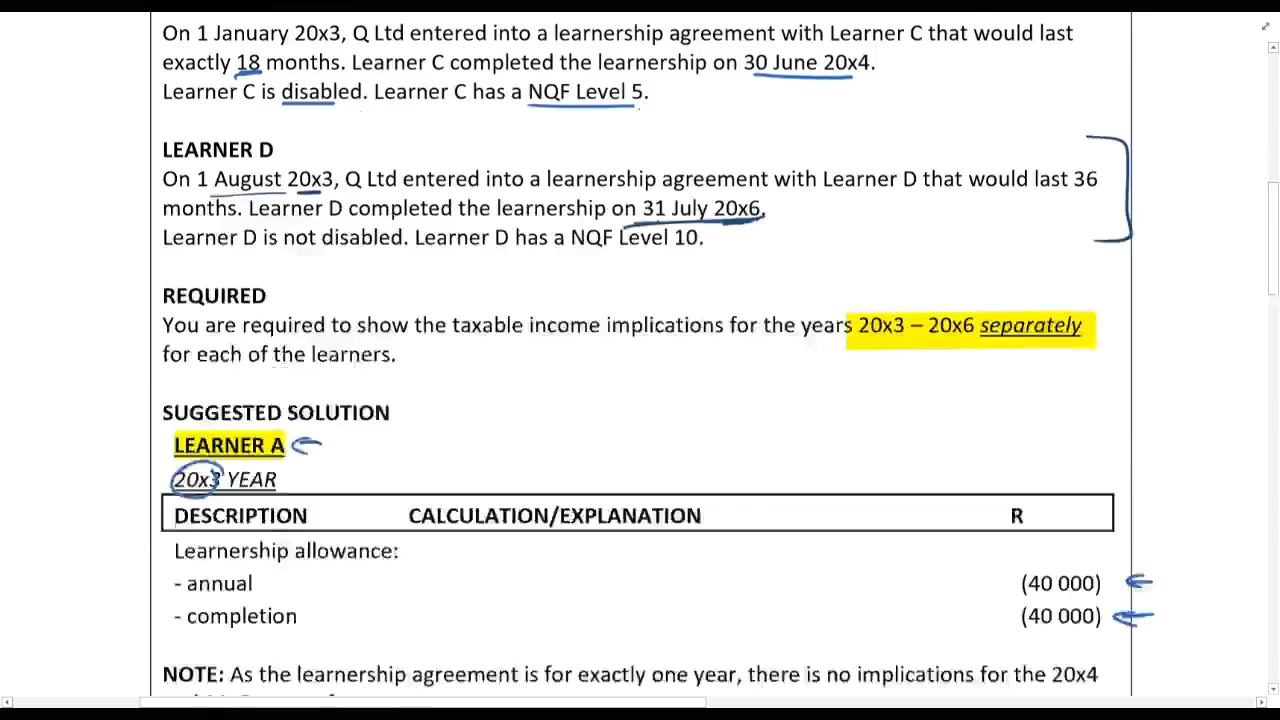 On 1 January 20x3, Q Ltd entered into a learnership agreement with Learner C that would last
exactly 18 months. Learner C completed the learnership on 30 June 20x4.
Learner C is disabled. Learner C has a NQF Level 5.
LEARNER D
On 1 August 20x3, Q Ltd entered into a learnership agreement with Learner D that would last 36
months. Learner D completed the learnership on 31 July 20x6.
Learner D is not disabled. Learner D has a NQF Level 10.
REQUIRED
You are required to show the taxable income implications for the years 20x3 – 20x6 separately
for each of the learners.
SUGGESTED SOLUTION
LEARNER A
20x3 YEAR
DESCRIPTION CALCULATION/EXPLANATION R
Learnership allowance:
- annual (40 000)
- completion (40 000)
NOTE: As the learnership agreement is for exactly one year, there is no implications for the 20x4